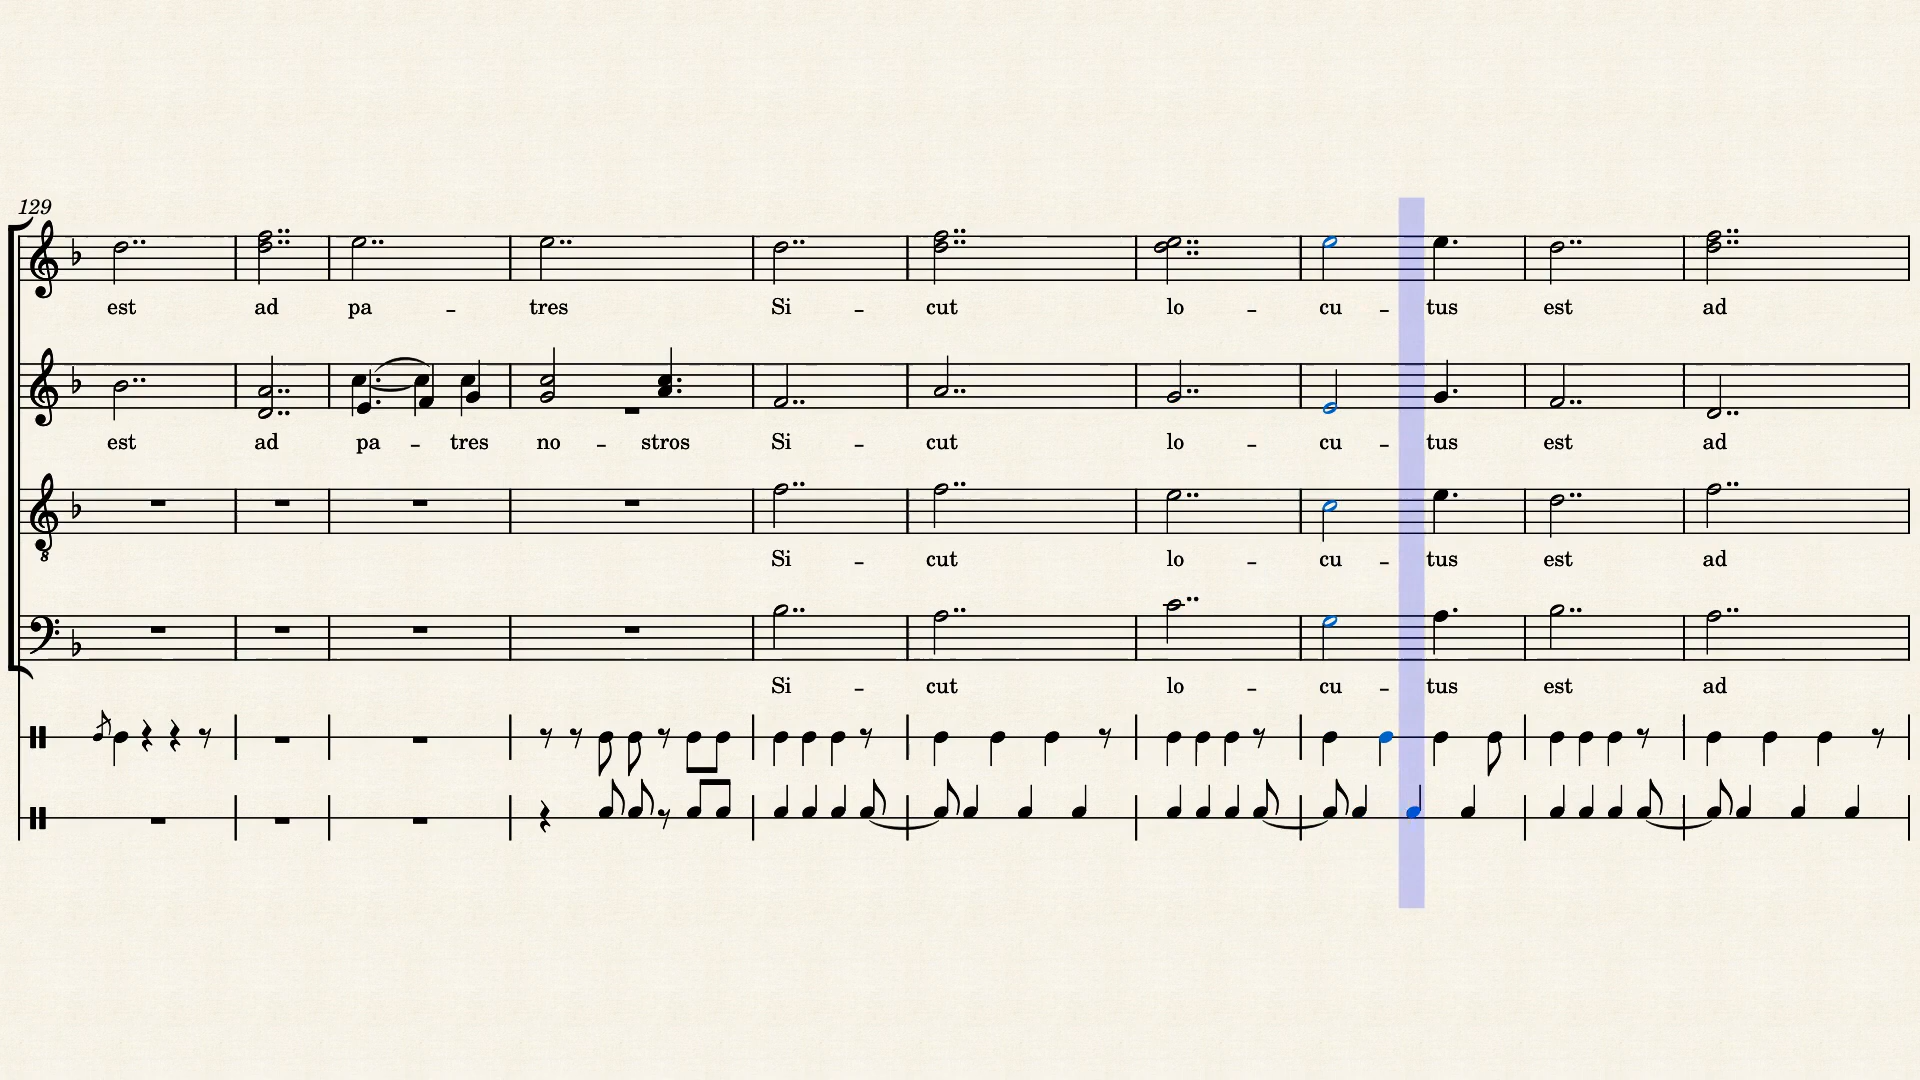 129
est ad pa - tres Si - cut lo - cu - tus est ad
est ad pa - tres no - stros Si - cut lo - cu - tus est ad
8
Si - cut lo - cu - tus est ad
Si - cut lo - cu - tus est ad